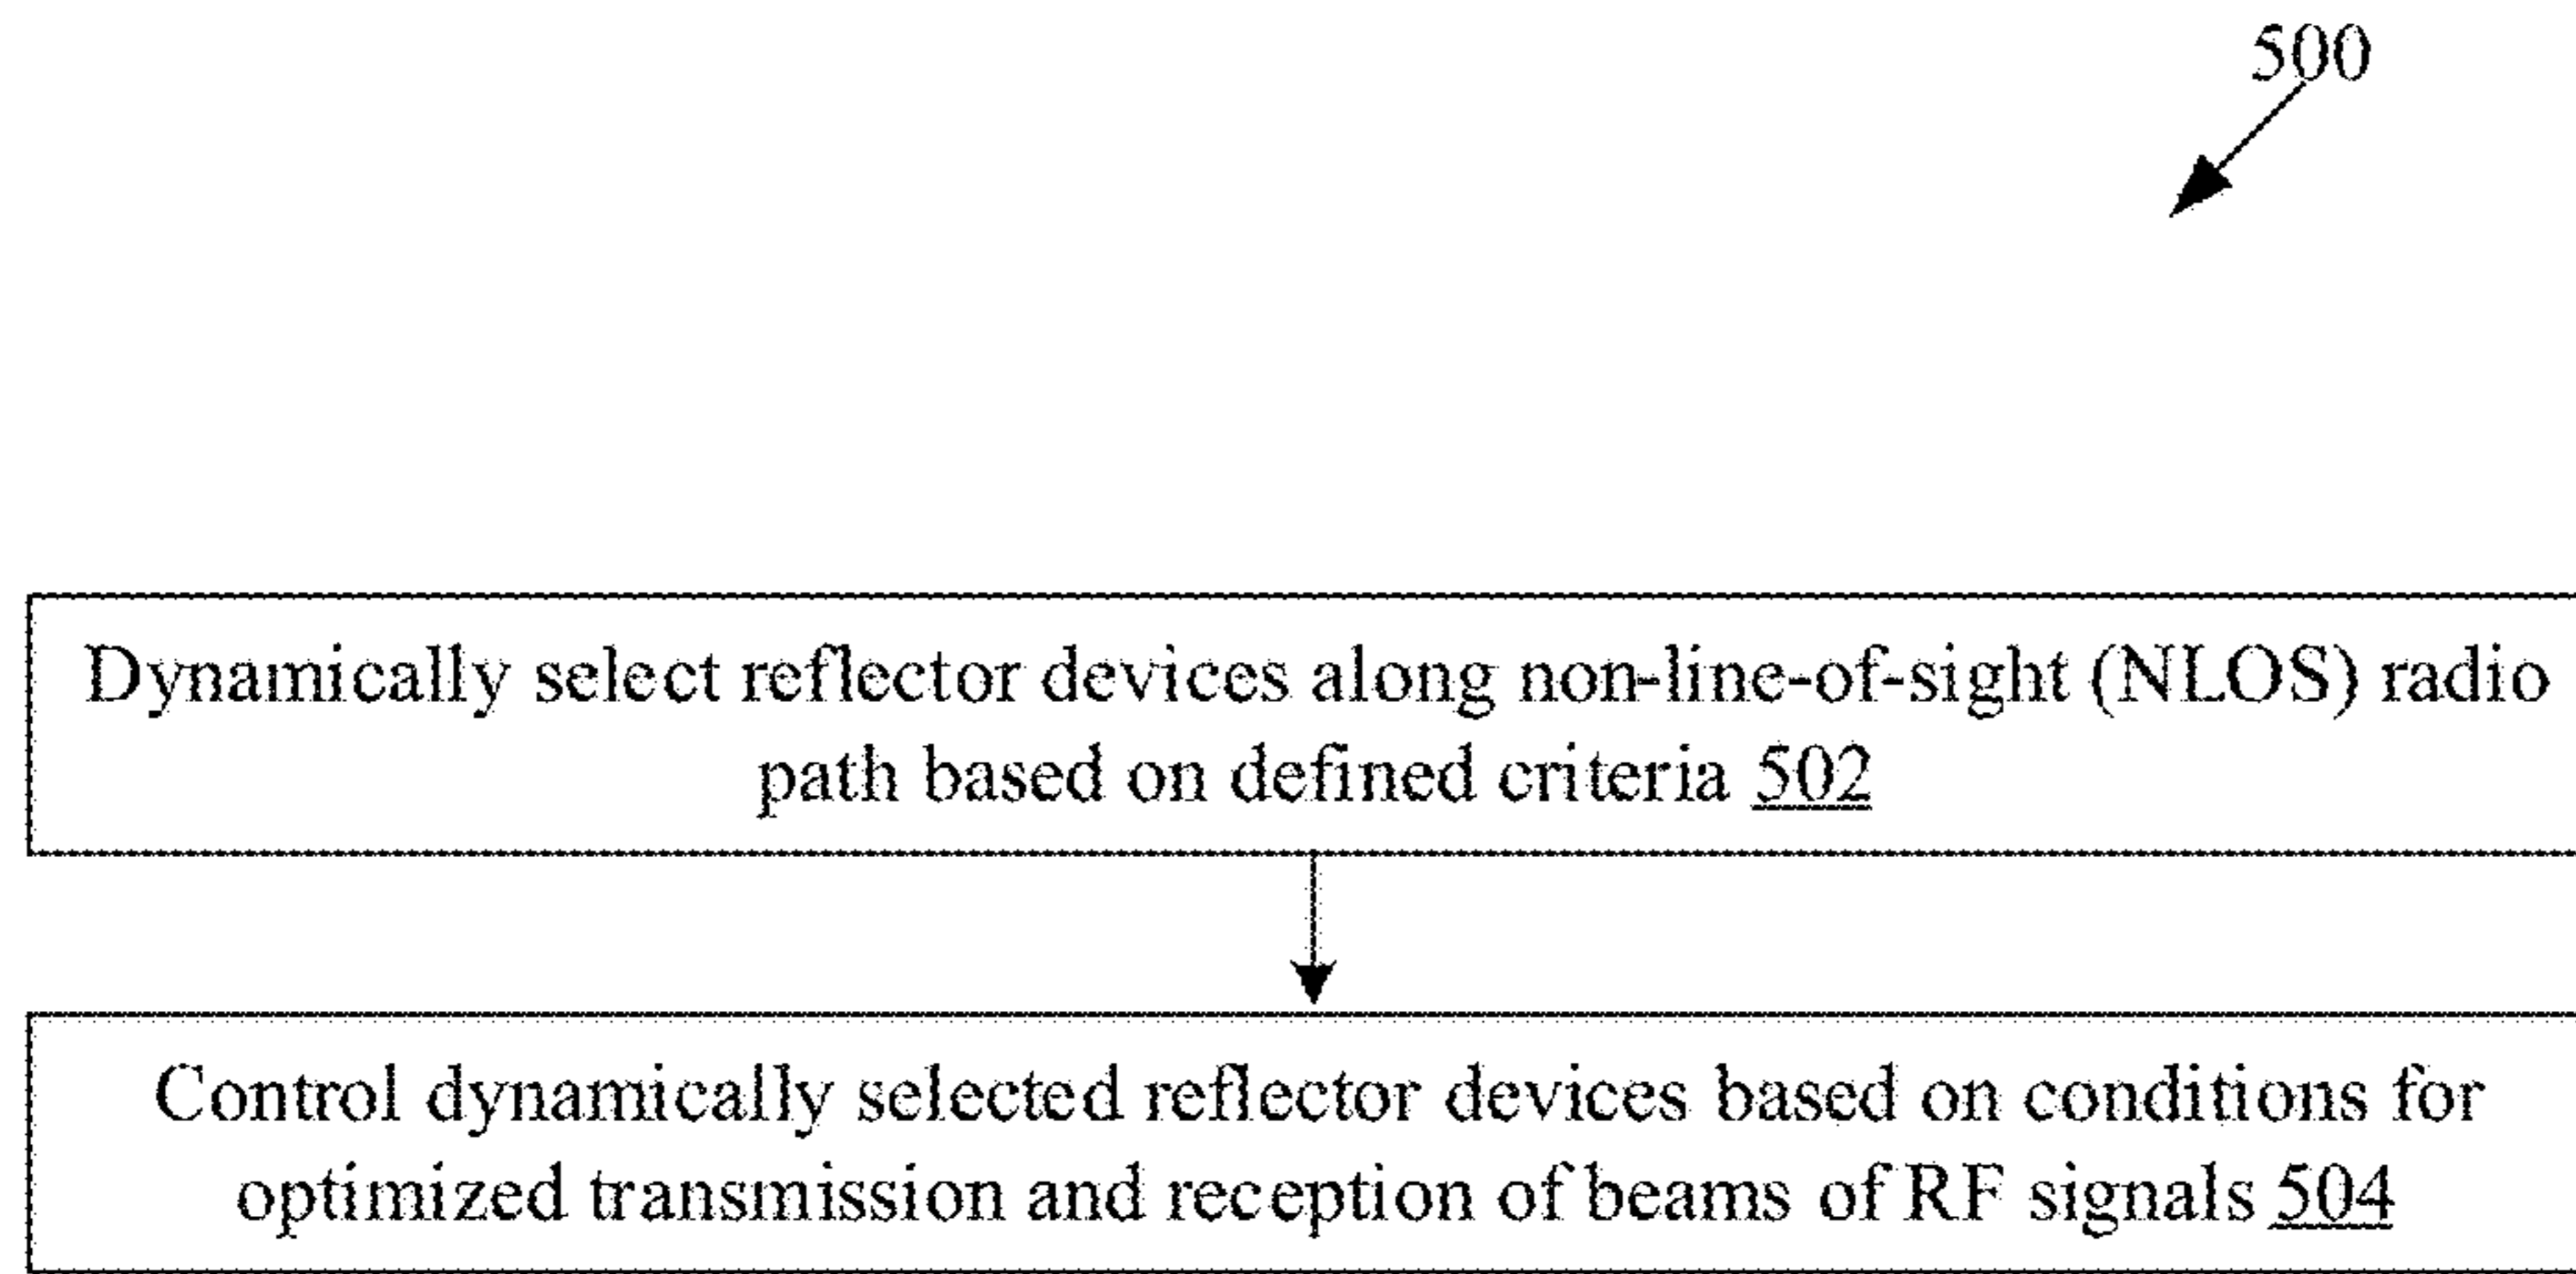 500
Dynamically select reflector devices along non-line-of-sight (NLOS) radio
path based on defined criteria 502
Control dynamically selected reflector devices based on conditions for
optimized transmission and reception of beams of RF signals 504